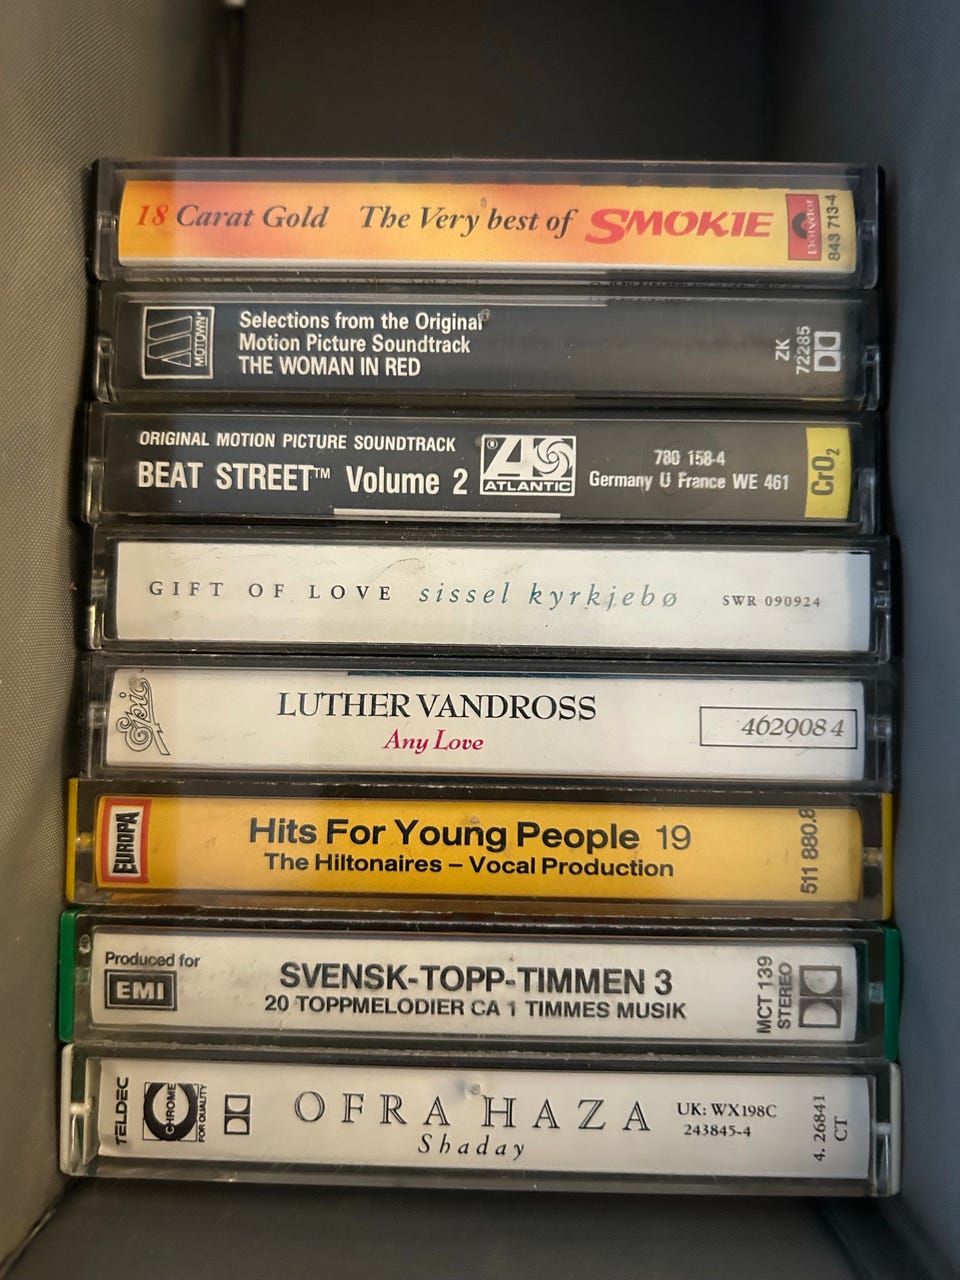 18 Carat Gold The Very best of SMOKIE
Polydor
843 713-4
MOTOWN
Selections from the Original
Motion Picture Soundtrack
THE WOMAN IN RED
ZK
72285
ORIGINAL MOTION PICTURE SOUNDTRACK
BEAT STREET™ Volume 2
ATLANTIC
780 158-4
Germany U France WE 461
CrO2
GIFT OF LOVE sissel kyrkjebø SWR 090924
Epic
LUTHER VANDROSS
Any Love
462908 4
EUROPA
Hits For Young People 19
The Hiltonaires – Vocal Production
511 880.8
Produced for
EMI
SVENSK-TOPP-TIMMEN 3
20 TOPPMELODIER CA 1 TIMMES MUSIK
MCT 139
STEREO
TELDEC
CHROME
FOR QUALITY
OFRA HAZA
Shaday
UK: WX198C
243845-4
4. 26841
CT